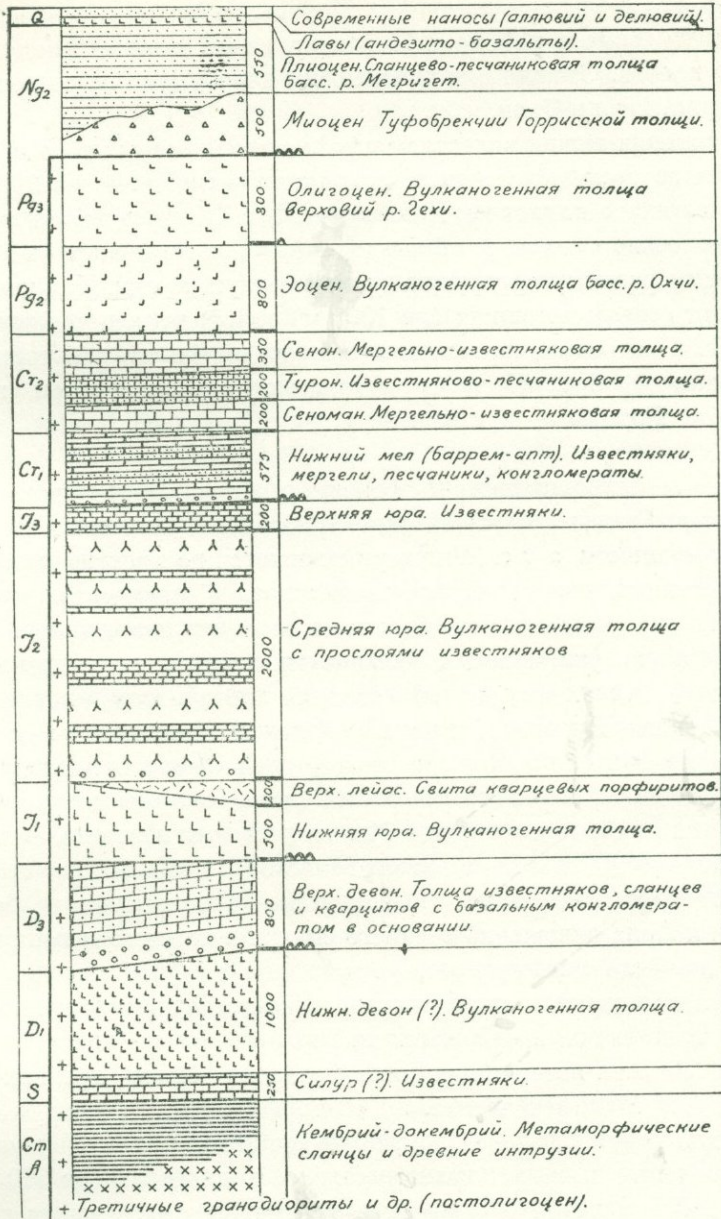 Q
Современные наносы (аллювий и делювий).
Лавы (андезито-базальты).
Ng2
550
Плиоцен. Сланцево-песчаниковая толща
басс. р. Мегригет.
500
Миоцен Туфобрекчии Горрисской толщи.
Pg3
800
Олигоцен. Вулканогенная толща
верховий р. Гехи.
Pg2
800
Эоцен. Вулканогенная толща басс. р. Охчи.
Cr2
350
Сенон. Мергельно-известняковая толща.
200
Турон. Известняково-песчаниковая толща.
200
Сеноман. Мергельно-известняковая толща.
Cr1
575
Нижний мел (баррем-апт). Известняки,
мергели, песчаники, конгломераты.
J3
200
Верхняя юра. Известняки.
J2
2000
Средняя юра. Вулканогенная толща
с прослоями известняков
J1
200
Верх. лейас. Свита кварцевых порфиритов.
500
Нижняя юра. Вулканогенная толща.
D3
800
Верх. девон. Толща известняков, сланцев
и кварцитов с базальным конгломера-
том в основании.
D1
1000
Нижн. девон (?). Вулканогенная толща.
S
250
Силур (?). Известняки.
Cm
A
Кембрий-докембрий. Метаморфические
сланцы и древние интрузии.
+ Третичные гранодиориты и др. (постолигоцен).